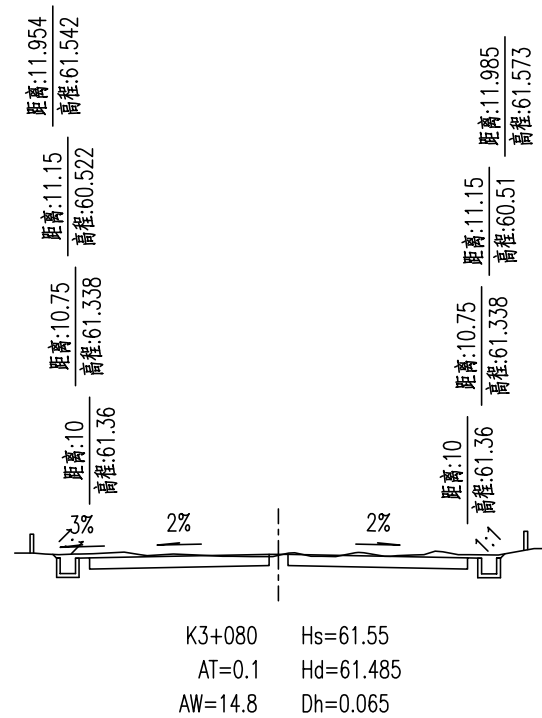 距离:11.954
高程:61.542
距离:11.985
高程:61.573
距离:11.15
高程:60.522
距离:11.15
高程:60.51
距离:10.75
高程:61.338
距离:10.75
高程:61.338
距离:10
高程:61.36
距离:10
高程:61.36
1:1
3%
2%
2%
1:1
K3+080
Hs=61.55
AT=0.1
Hd=61.485
AW=14.8
Dh=0.065